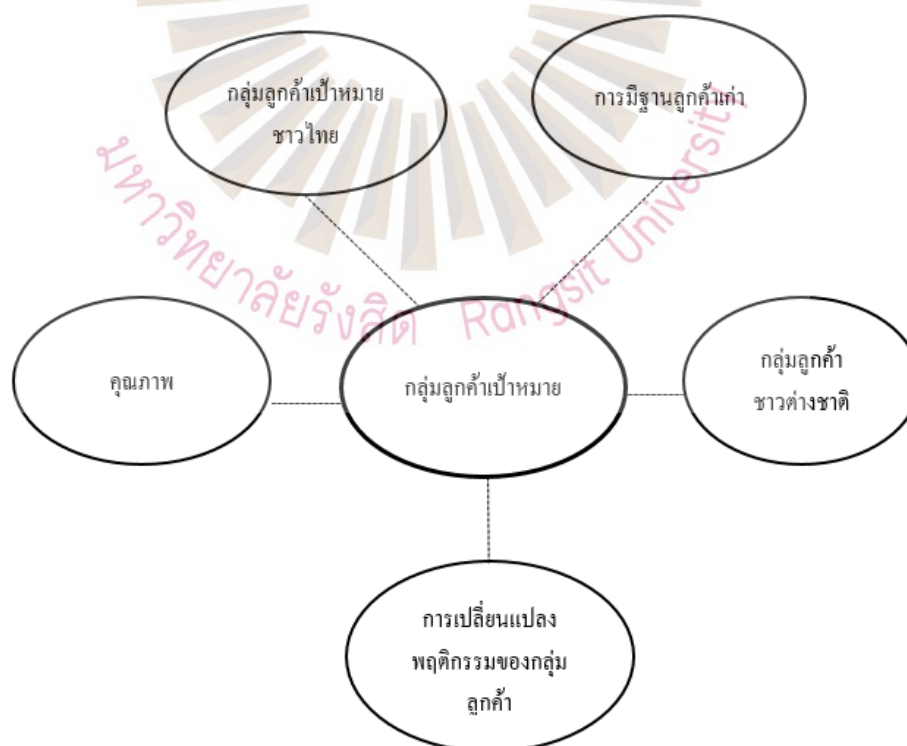 กลุ่มลูกค้าเป้าหมาย
ชาวไทย
การมีฐานลูกค้าเก่า
คุณภาพ
กลุ่มลูกค้าเป้าหมาย
กลุ่มลูกค้า
ชาวต่างชาติ
การเปลี่ยนแปลง
พฤติกรรมของกลุ่ม
ลูกค้า
มหาวิทยาลัยรังสิต Rangsit University